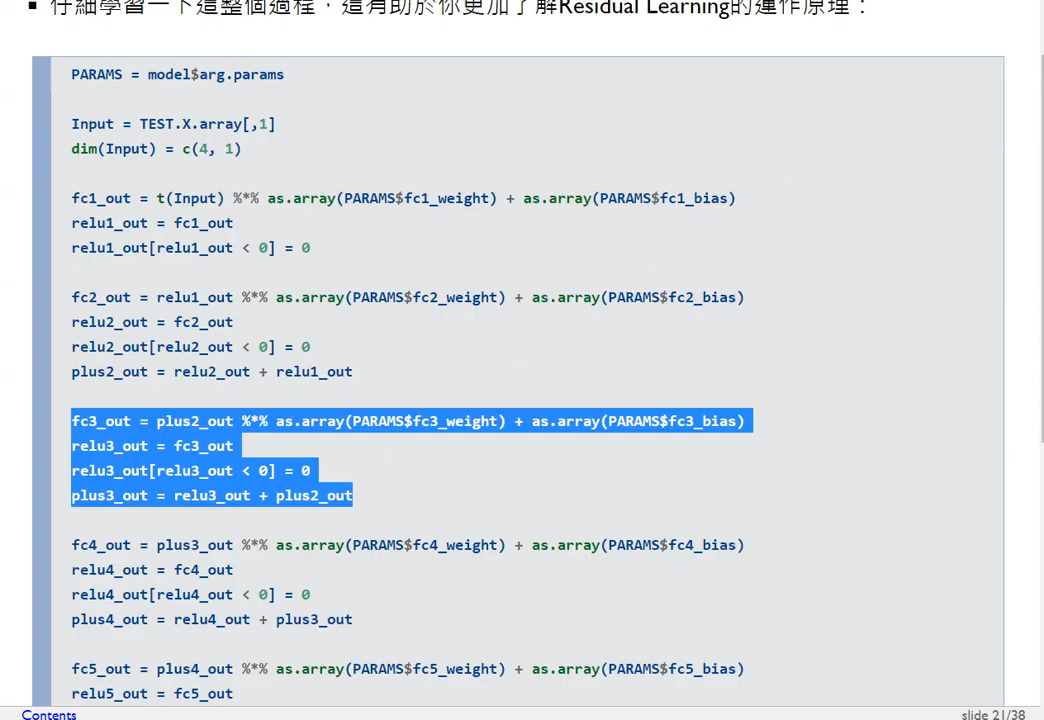 ▪ 仔細學習一下這整個過程，這有助於你更加了解Residual Learning的運作原理：
PARAMS = model$arg.params
Input = TEST.X.array[,1]
dim(Input) = c(4, 1)
fc1_out = t(Input) %*% as.array(PARAMS$fc1_weight) + as.array(PARAMS$fc1_bias)
relu1_out = fc1_out
relu1_out[relu1_out < 0] = 0
fc2_out = relu1_out %*% as.array(PARAMS$fc2_weight) + as.array(PARAMS$fc2_bias)
relu2_out = fc2_out
relu2_out[relu2_out < 0] = 0
plus2_out = relu2_out + relu1_out
fc3_out = plus2_out %*% as.array(PARAMS$fc3_weight) + as.array(PARAMS$fc3_bias)
relu3_out = fc3_out
relu3_out[relu3_out < 0] = 0
plus3_out = relu3_out + plus2_out
fc4_out = plus3_out %*% as.array(PARAMS$fc4_weight) + as.array(PARAMS$fc4_bias)
relu4_out = fc4_out
relu4_out[relu4_out < 0] = 0
plus4_out = relu4_out + plus3_out
fc5_out = plus4_out %*% as.array(PARAMS$fc5_weight) + as.array(PARAMS$fc5_bias)
relu5_out = fc5_out
Contents
slide 21/38